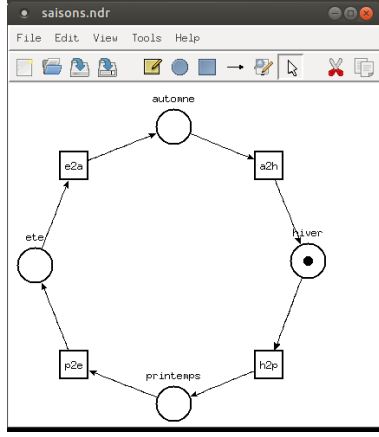 saisons.ndr
File Edit View Tools Help
automne
e2a
a2h
hiver
ete
p2e
h2p
printemps